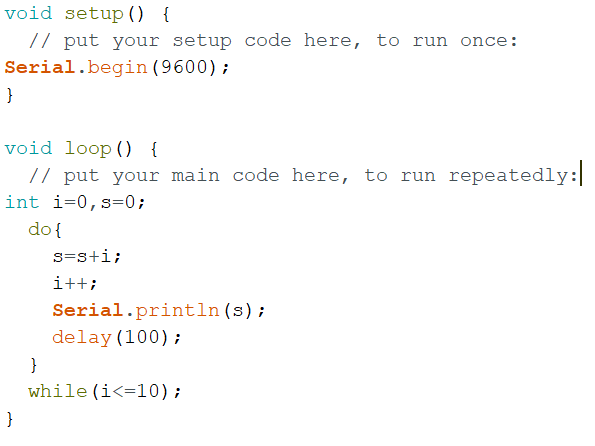 void setup() {
  // put your setup code here, to run once:
Serial.begin(9600);
}

void loop() {
  // put your main code here, to run repeatedly:
int i=0,s=0;
  do{
    s=s+i;
    i++;
    Serial.println(s);
    delay(100);
  }
  while(i<=10);
}